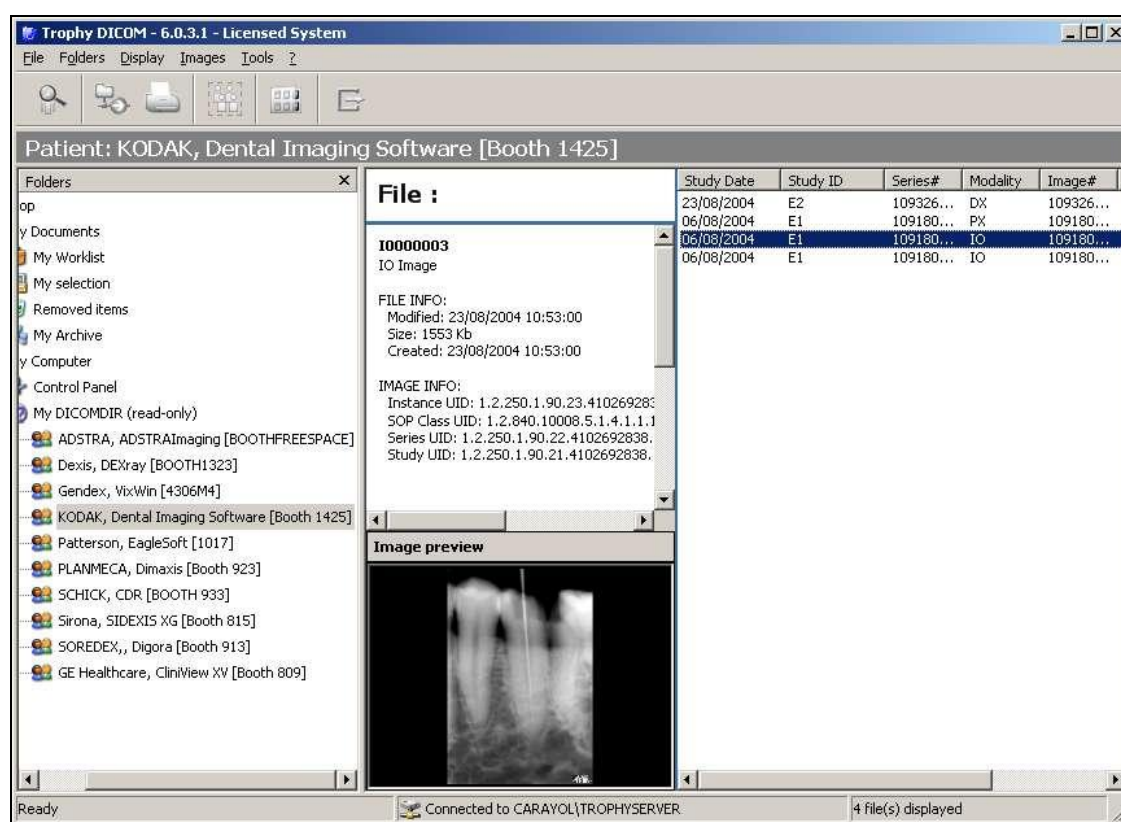 Trophy DICOM - 6.0.3.1 - Licensed System
File Folders Display Images Tools ?
Patient: KODAK, Dental Imaging Software [Booth 1425]
Folders
op
y Documents
My Worklist
My selection
Removed items
My Archive
y Computer
Control Panel
My DICOMDIR (read-only)
ADSTRA, ADSTRAImaging [BOOTHFREESPACE]
Dexis, DEXray [BOOTH1323]
Gendex, VixWin [4306M4]
KODAK, Dental Imaging Software [Booth 1425]
Patterson, EagleSoft [1017]
PLANMECA, Dimaxis [Booth 923]
SCHICK, CDR [BOOTH 933]
Sirona, SIDEXIS XG [Booth 815]
SOREDEX,, Digora [Booth 913]
GE Healthcare, CliniView XV [Booth 809]
File :
I0000003
IO Image
FILE INFO:
Modified: 23/08/2004 10:53:00
Size: 1553 Kb
Created: 23/08/2004 10:53:00
IMAGE INFO:
Instance UID: 1.2.250.1.90.23.410269283
SOP Class UID: 1.2.840.10008.5.1.4.1.1.1
Series UID: 1.2.250.1.90.22.4102692838.
Study UID: 1.2.250.1.90.21.4102692838.
Image preview
Study Date Study ID Series# Modality Image#
23/08/2004 E2 109326... DX 109326...
06/08/2004 E1 109180... PX 109180...
06/08/2004 E1 109180... IO 109180...
06/08/2004 E1 109180... IO 109180...
Ready
Connected to CARAYOL\TROPHYSERVER
4 file(s) displayed